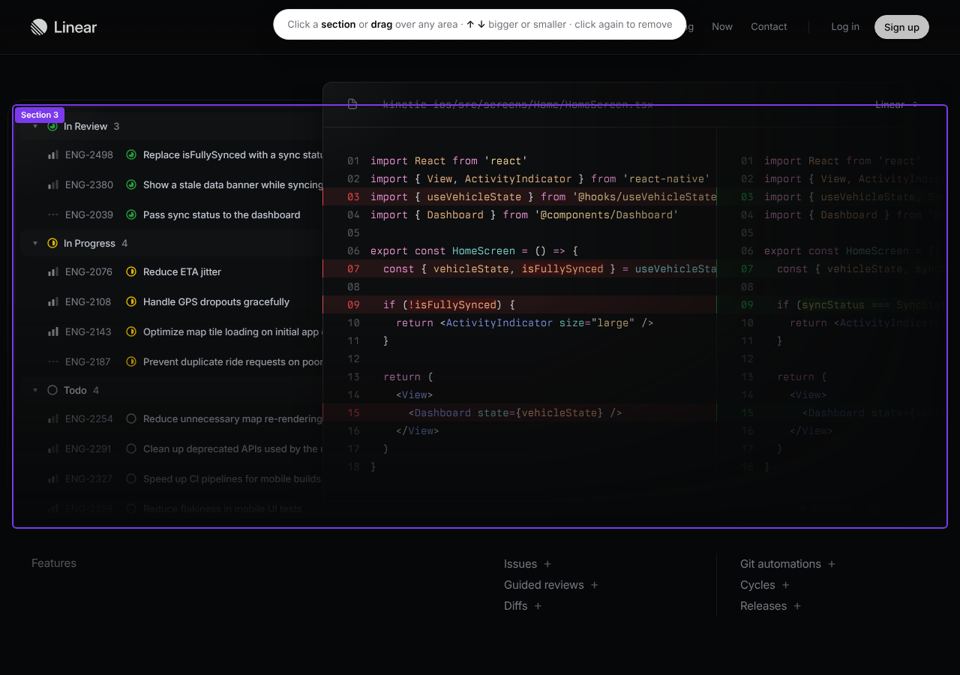 Linear
Click a section or drag over any area · ↑ ↓ bigger or smaller · click again to remove
Now
Contact
Log in
Sign up
Section 3
kinetic-ios/src/screens/Home/HomeScreen.tsx
Linear
In Review 3
ENG-2498 Replace isFullySynced with a sync
ENG-2380 Show a stale data banner while syncing
ENG-2039 Pass sync status to the dashboard
In Progress 4
ENG-2076 Reduce ETA jitter
ENG-2108 Handle GPS dropouts gracefully
ENG-2143 Optimize map tile loading on initial app
ENG-2187 Prevent duplicate ride requests on poor
Todo 4
ENG-2254 Reduce unnecessary map re-rendering
ENG-2291 Clean up deprecated APIs used by the
ENG-2327 Speed up CI pipelines for mobile builds
Reduce flakiness in mobile UI tests
01 import React from 'react'
02 import { View, ActivityIndicator } from 'react-native'
03 import { useVehicleState } from '@hooks/useVehicleState
04 import { Dashboard } from '@components/Dashboard'
05
06 export const HomeScreen = () => {
07 const { vehicleState, isFullySynced } = useVehicleSta
08
09 if (!isFullySynced) {
10 return <ActivityIndicator size="large" />
11 }
12
13 return (
14 <View>
15 <Dashboard state={vehicleState} />
16 </View>
17 )
18 }
01 import React from 'react'
02 import { View, ActivityIndicator
03 import { useVehicleState,
04 import { Dashboard } from
05
06 export const HomeScreen =
07 const { vehicleState,
08
09 if (syncStatus ===
10 return
11 }
12
13 return (
14 <View>
15 <Dashboard
16 </View>
17 )
18 }
Features
Issues +
Guided reviews +
Diffs +
Git automations +
Cycles +
Releases +